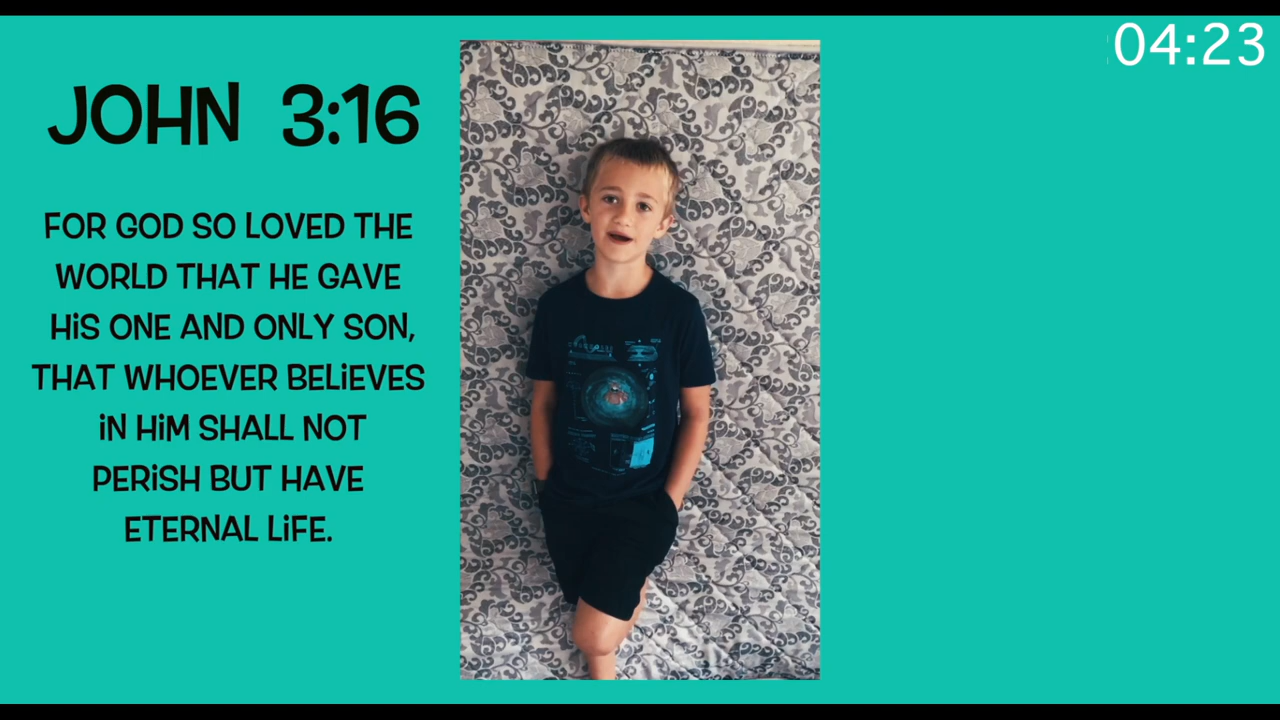 04:23
JOHN 3:16
FOR GOD SO LOVED THE
WORLD THAT HE GAVE
HiS ONE AND ONLY SON,
THAT WHOEVER BELiEVES
iN HiM SHALL NOT
PERiSH BUT HAVE
ETERNAL LiFE.